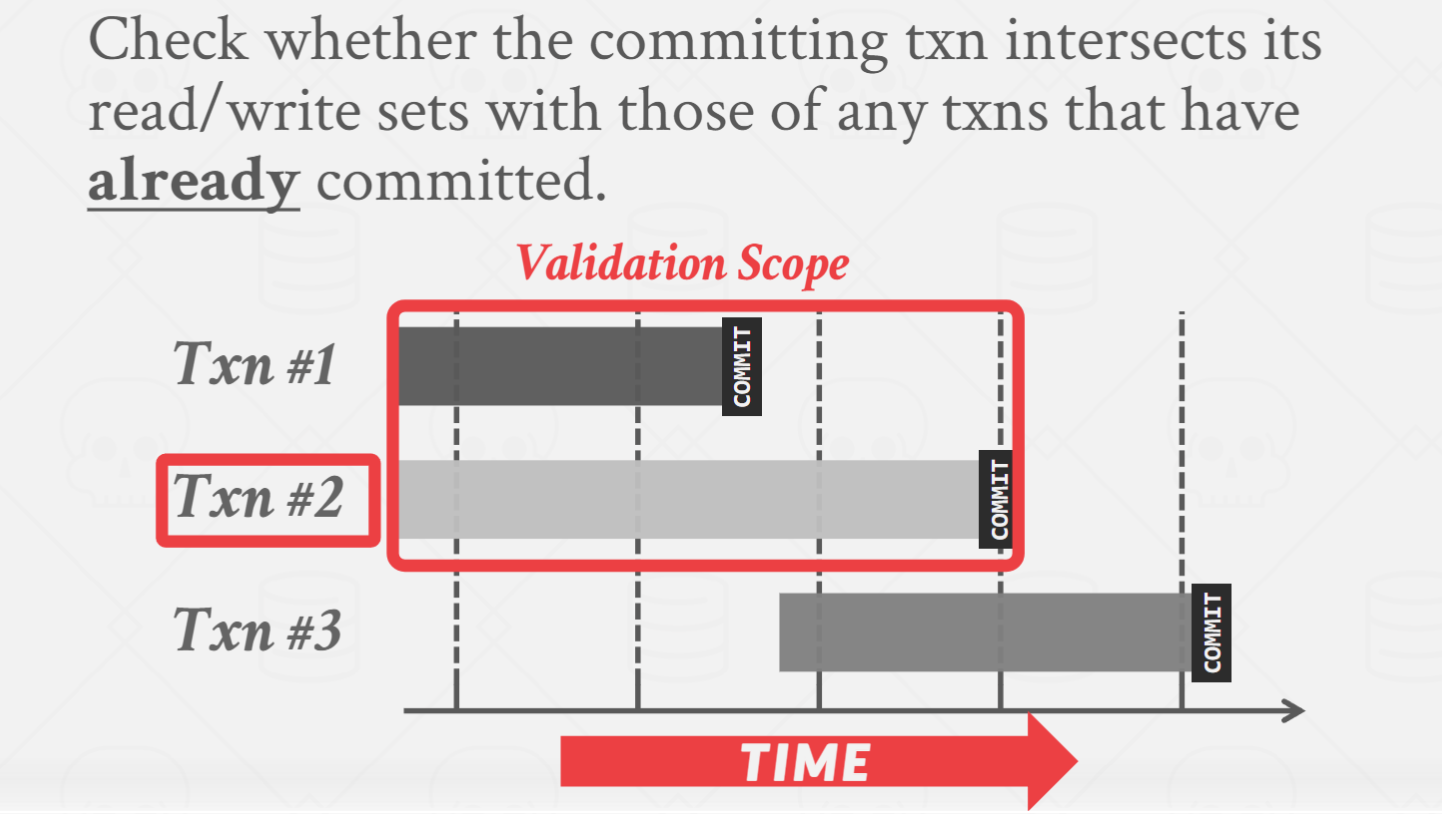 Check whether the committing txn intersects its
read/write sets with those of any txns that have
already committed.
Validation Scope
Txn #1
COMMIT
Txn #2
COMMIT
Txn #3
COMMIT
TIME